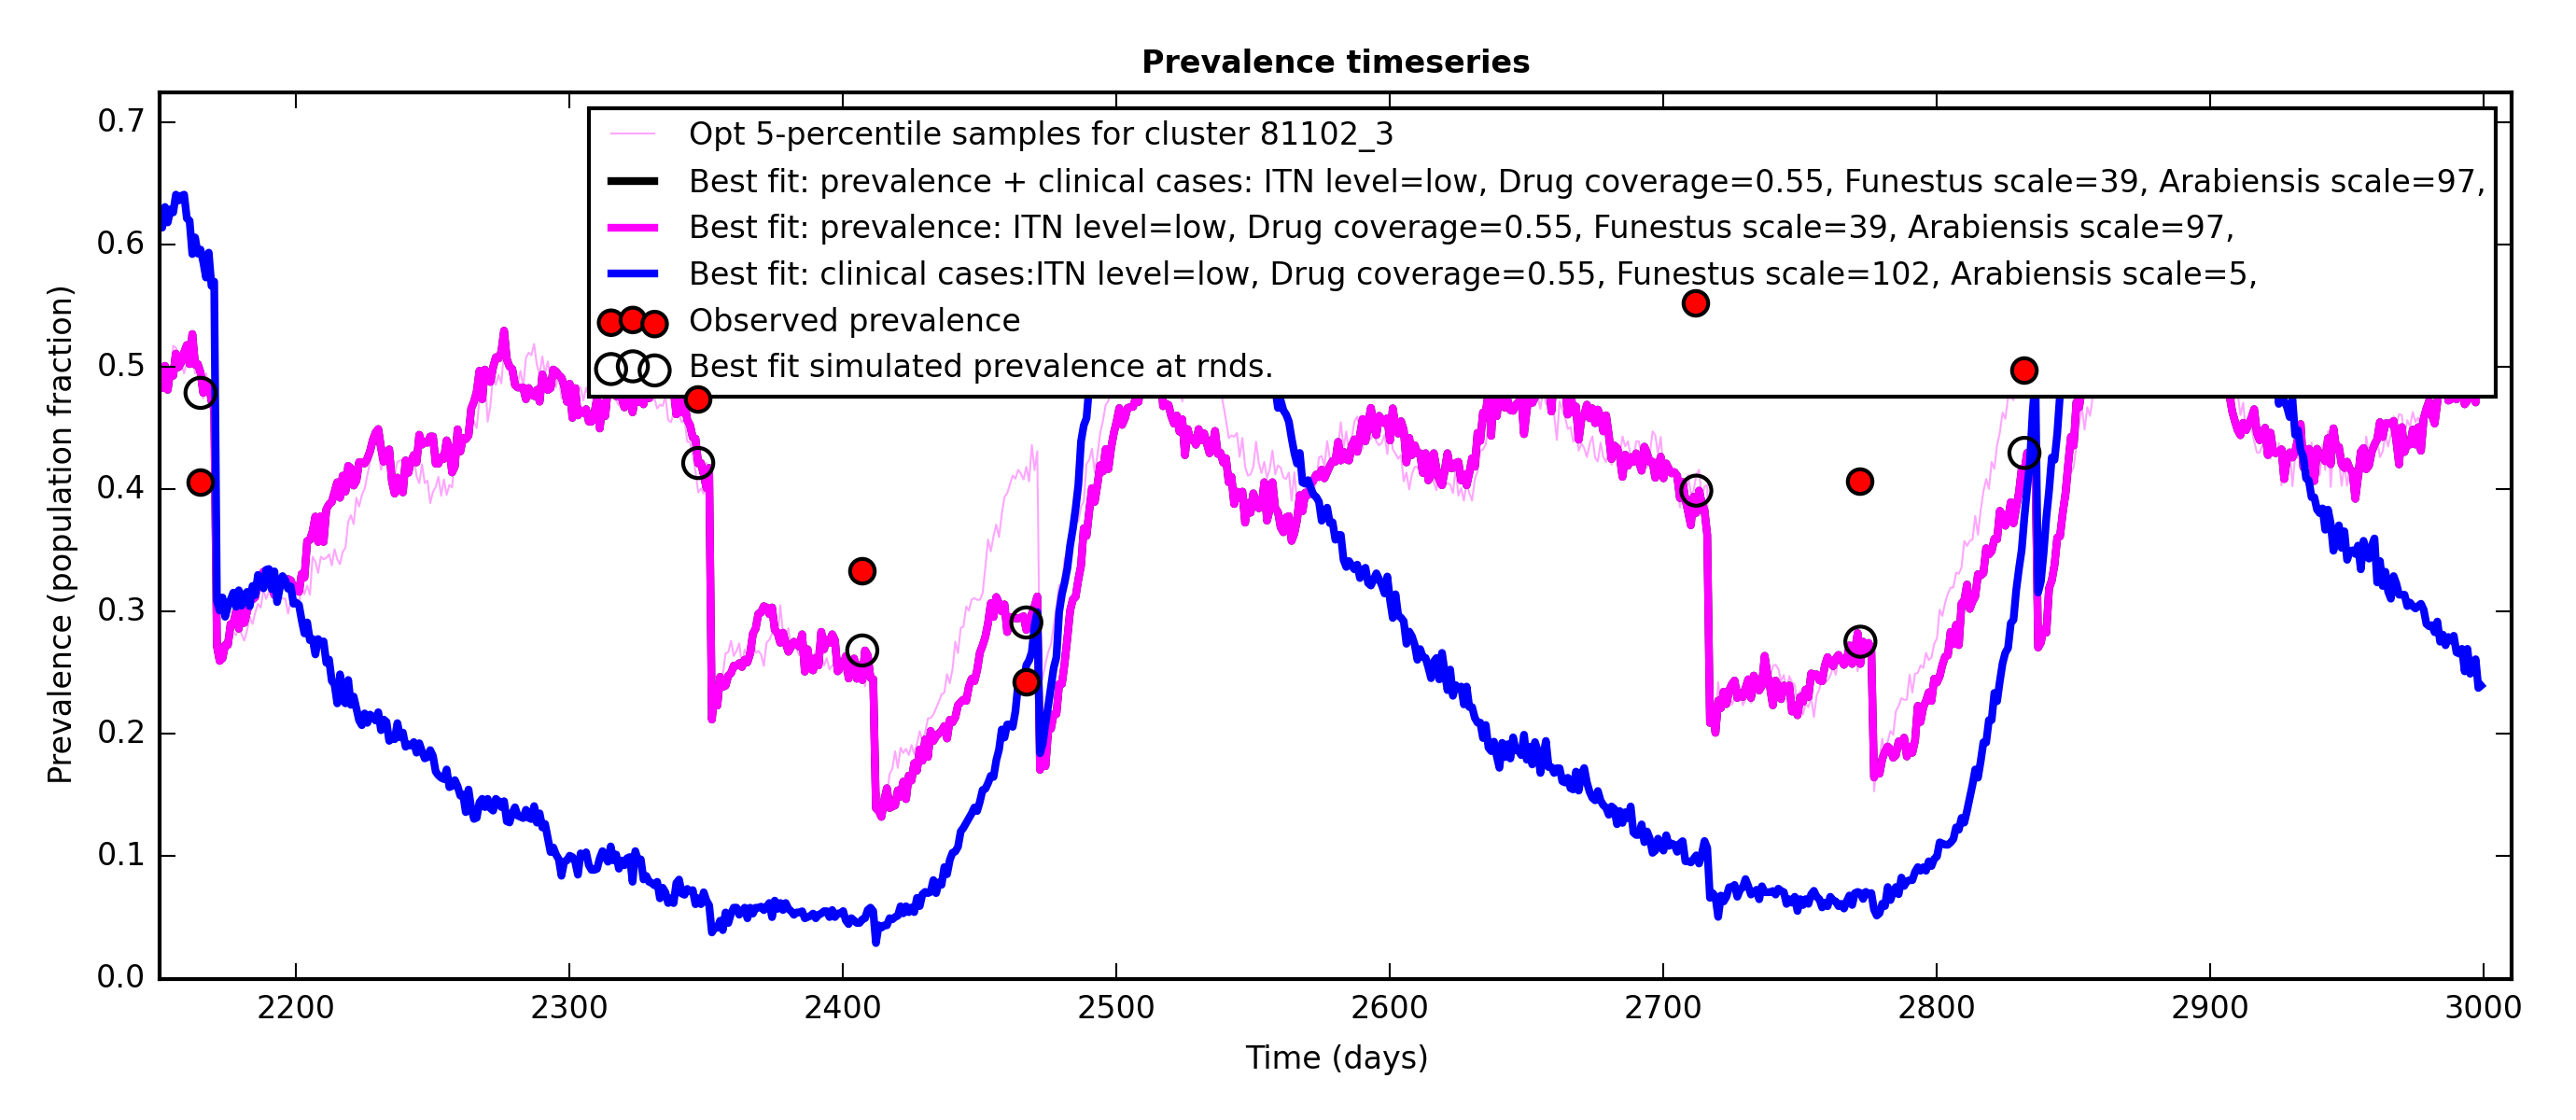 Prevalence timeseries
Opt 5-percentile samples for cluster 81102_3
Best fit: prevalence + clinical cases: ITN level=low, Drug coverage=0.55, Funestus scale=39, Arabiensis scale=97,
Best fit: prevalence: ITN level=low, Drug coverage=0.55, Funestus scale=39, Arabiensis scale=97,
Best fit: clinical cases:ITN level=low, Drug coverage=0.55, Funestus scale=102, Arabiensis scale=5,
Observed prevalence
Best fit simulated prevalence at rnds.
Prevalence (population fraction)
0.7
0.6
0.5
0.4
0.3
0.2
0.1
0.0
2200 2300 2400 2500 2600 2700 2800 2900 3000
Time (days)